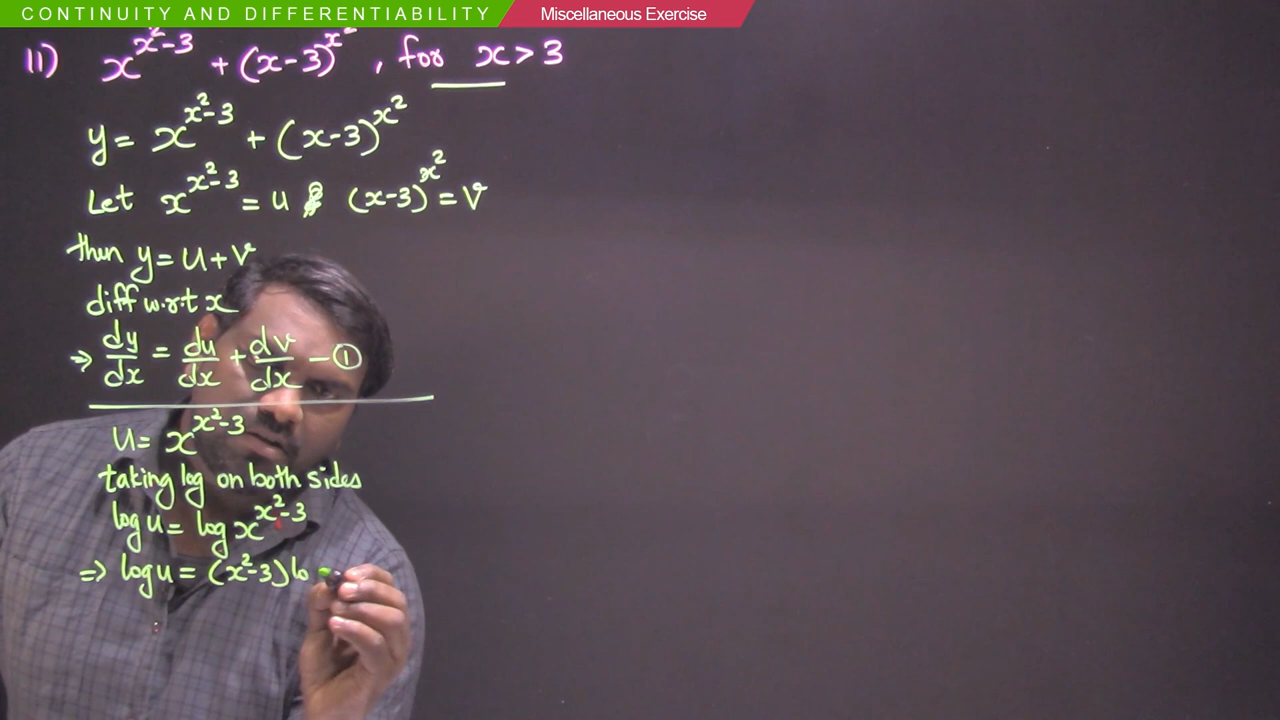 CONTINUITY AND DIFFERENTIABILITY Miscellaneous Exercise
11) x^{x²-3} + (x-3)^{x²}, for x > 3
y = x^{x²-3} + (x-3)^{x²}
Let x^{x²-3} = u & (x-3)^{x²} = v
then y = u + v
diff w.r.t x
⇒ dy/dx = du/dx + dv/dx - ①
u = x^{x²-3}
taking log on both sides
log u = log x^{x²-3}
⇒ log u = (x²-3) lo